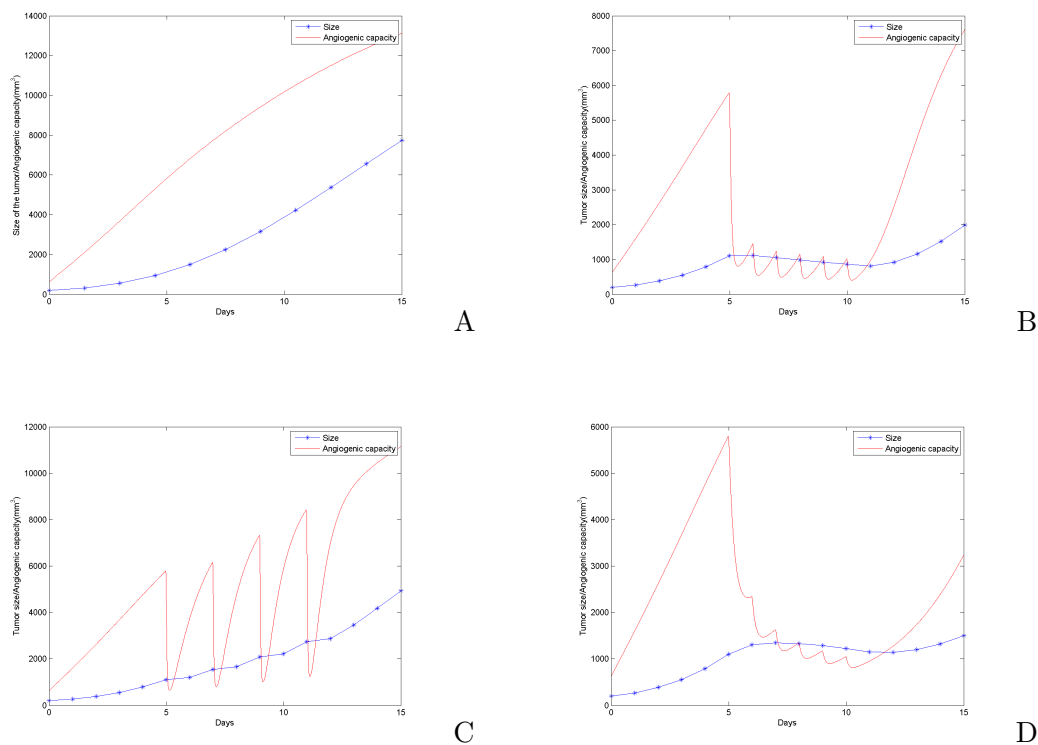 14000
12000
10000
8000
6000
4000
2000
0
Size of the tumor/Angiogenic capacity(mm³)
Size
Angiogenic capacity
0 5 10 15
Days
A
8000
7000
6000
5000
4000
3000
2000
1000
0
Tumor size/Angiogenic capacity(mm³)
Size
Angiogenic capacity
0 5 10 15
Days
B
12000
10000
8000
6000
4000
2000
0
Tumor size/Angiogenic capacity(mm³)
Size
Angiogenic capacity
0 5 10 15
Days
C
6000
5000
4000
3000
2000
1000
0
Tumor size/Angiogenic capacity(mm³)
Size
Angiogenic capacity
0 5 10 15
Days
D